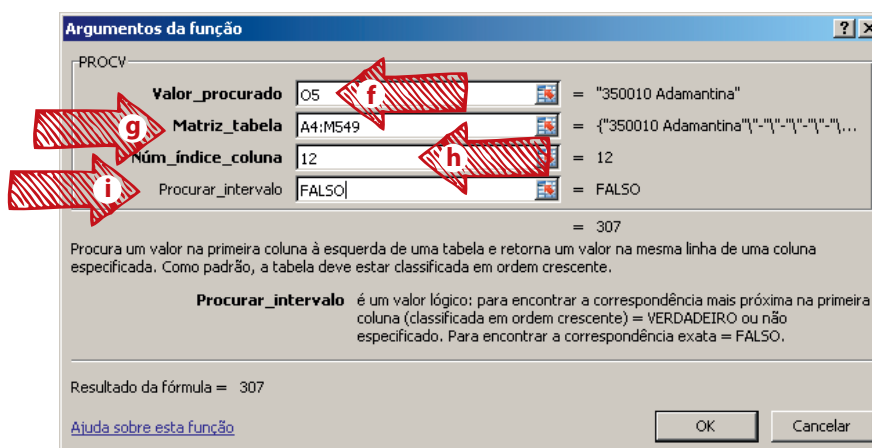 Argumentos da função
PROCV
Valor_procurado O5 f = "350010 Adamantina"
g Matriz_tabela A4:M549 = {"350010 Adamantina"\"-"\"-"\"-"\"-"\...
Núm_índice_coluna 12 h = 12
i Procurar_intervalo FALSO = FALSO
= 307
Procura um valor na primeira coluna à esquerda de uma tabela e retorna um valor na mesma linha de uma coluna
especificada. Como padrão, a tabela deve estar classificada em ordem crescente.
Procurar_intervalo é um valor lógico: para encontrar a correspondência mais próxima na primeira
coluna (classificada em ordem crescente) = VERDADEIRO ou não
especificado. Para encontrar a correspondência exata = FALSO.
Resultado da fórmula = 307
Ajuda sobre esta função OK Cancelar